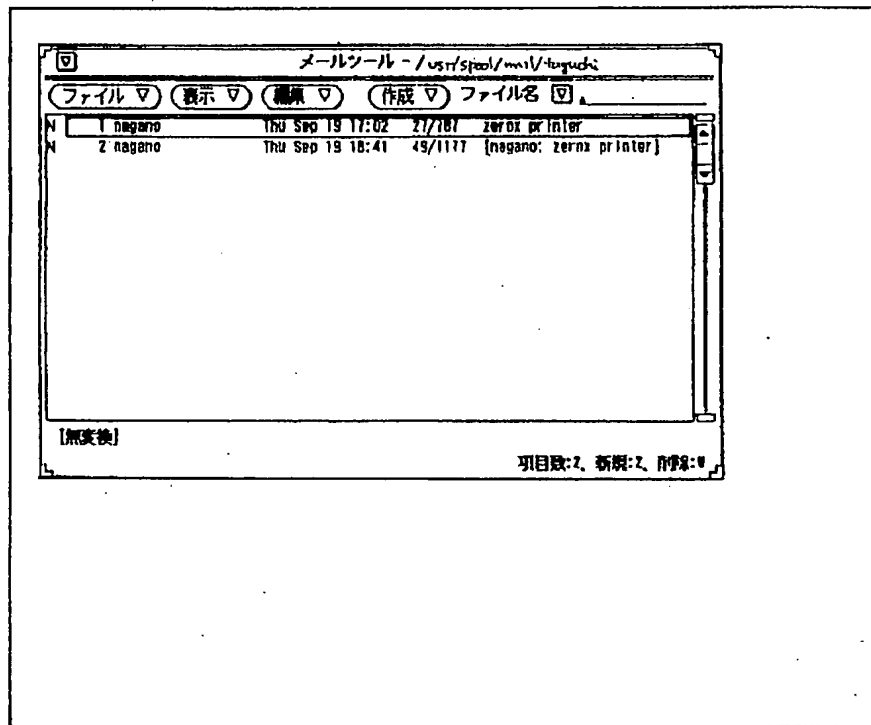 メールツール - /usr/spool/mail/taguchi
ファイル ▽ 表示 ▽ 編集 ▽ 作成 ▽ ファイル名 ▽
N 1 nagano Thu Sep 19 17:02 27/787 zerox printer
N 2 nagano Thu Sep 19 18:41 49/1177 [nagano: zerox printer]
[無変換]
項目数:2、新規:2、削除:0